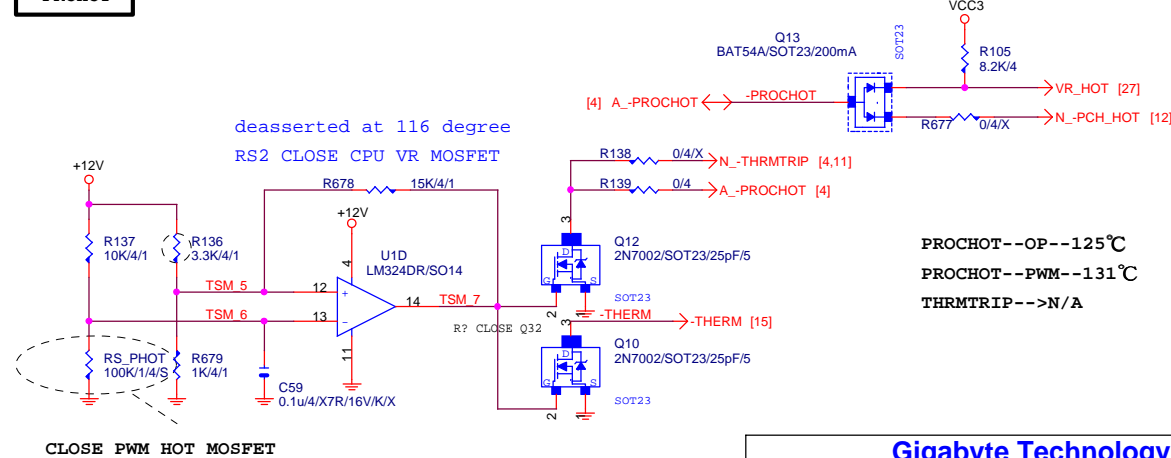 VCC3
Q13
BAT54A/SOT23/200mA
SOT23
R105
8.2K/4
[4] A_-PROCHOT
-PROCHOT
VR_HOT [27]
R677
0/4/X
N_-PCH_HOT [12]
deasserted at 116 degree
RS2 CLOSE CPU VR MOSFET
R138
0/4/X
N_-THRMTRIP [4,11]
R139
0/4
A_-PROCHOT [4]
+12V
R678
15K/4/1
+12V
R137
10K/4/1
R136
3.3K/4/1
U1D
LM324DR/SO14
4
TSM_5
12
+
TSM_6
13
-
14
TSM_7
11
R? CLOSE Q32
3
D
G
S
Q12
2N7002/SOT23/25pF/5
SOT23
2
1
PROCHOT--OP--125℃
PROCHOT--PWM--131℃
THRMTRIP-->N/A
-THERM
-THERM [15]
3
D
G
S
Q10
2N7002/SOT23/25pF/5
SOT23
2
1
RS_PHOT
100K/1/4/S
R679
1K/4/1
C59
0.1u/4/X7R/16V/K/X
CLOSE PWM HOT MOSFET
Gigabyte Technology